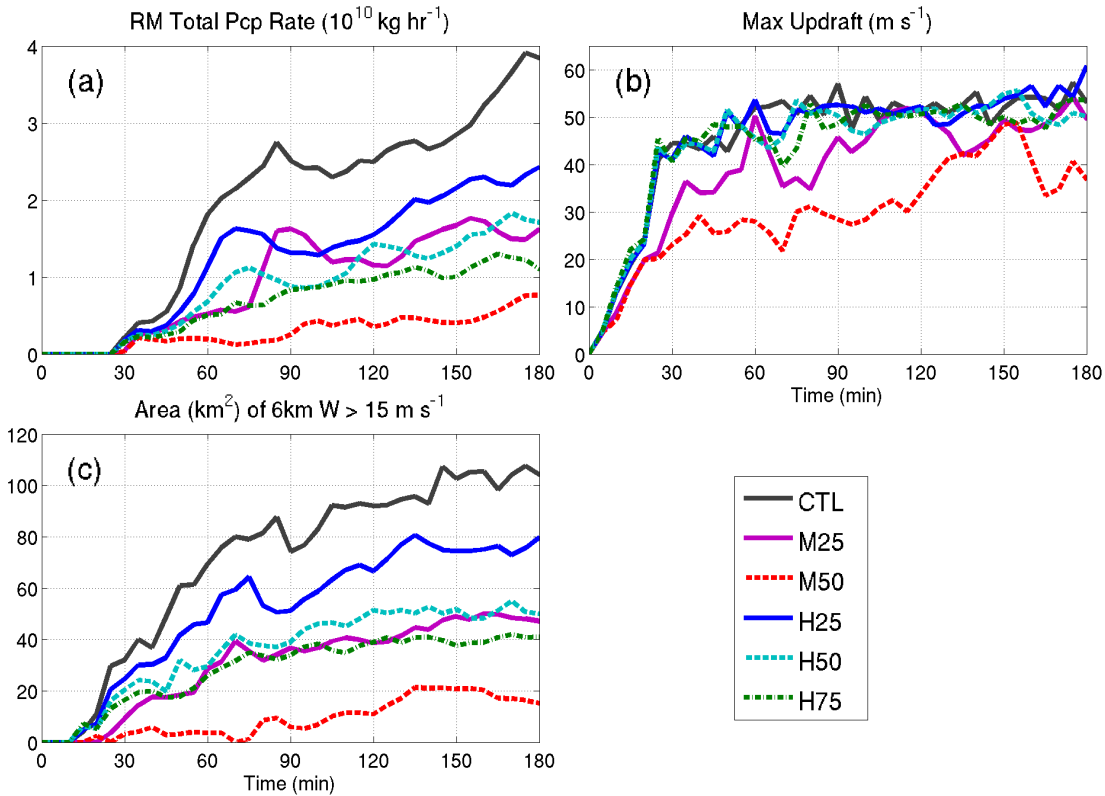 RM Total Pcp Rate (10^10 kg hr^-1)
(a)
4
3
2
1
0
0 30 60 90 120 150 180
Max Updraft (m s^-1)
(b)
60
50
40
30
20
10
0
0 30 60 90 120 150 180
Time (min)
Area (km^2) of 6km W > 15 m s^-1
(c)
120
100
80
60
40
20
0
0 30 60 90 120 150 180
Time (min)
CTL
M25
M50
H25
H50
H75